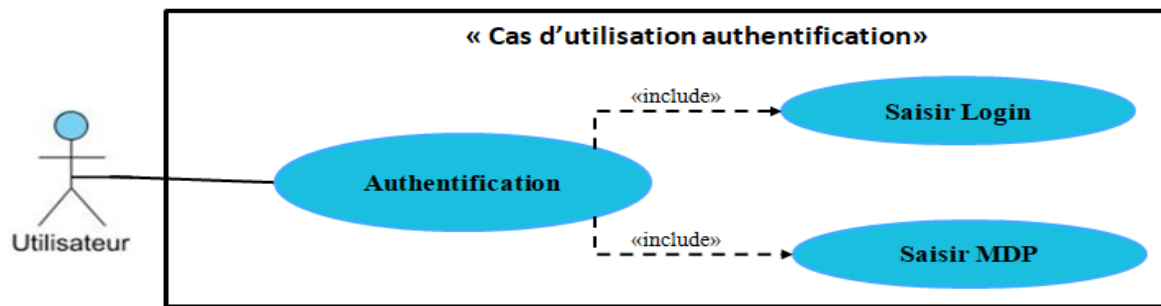 « Cas d’utilisation authentification»
«include»
Saisir Login
Authentification
Utilisateur
«include»
Saisir MDP